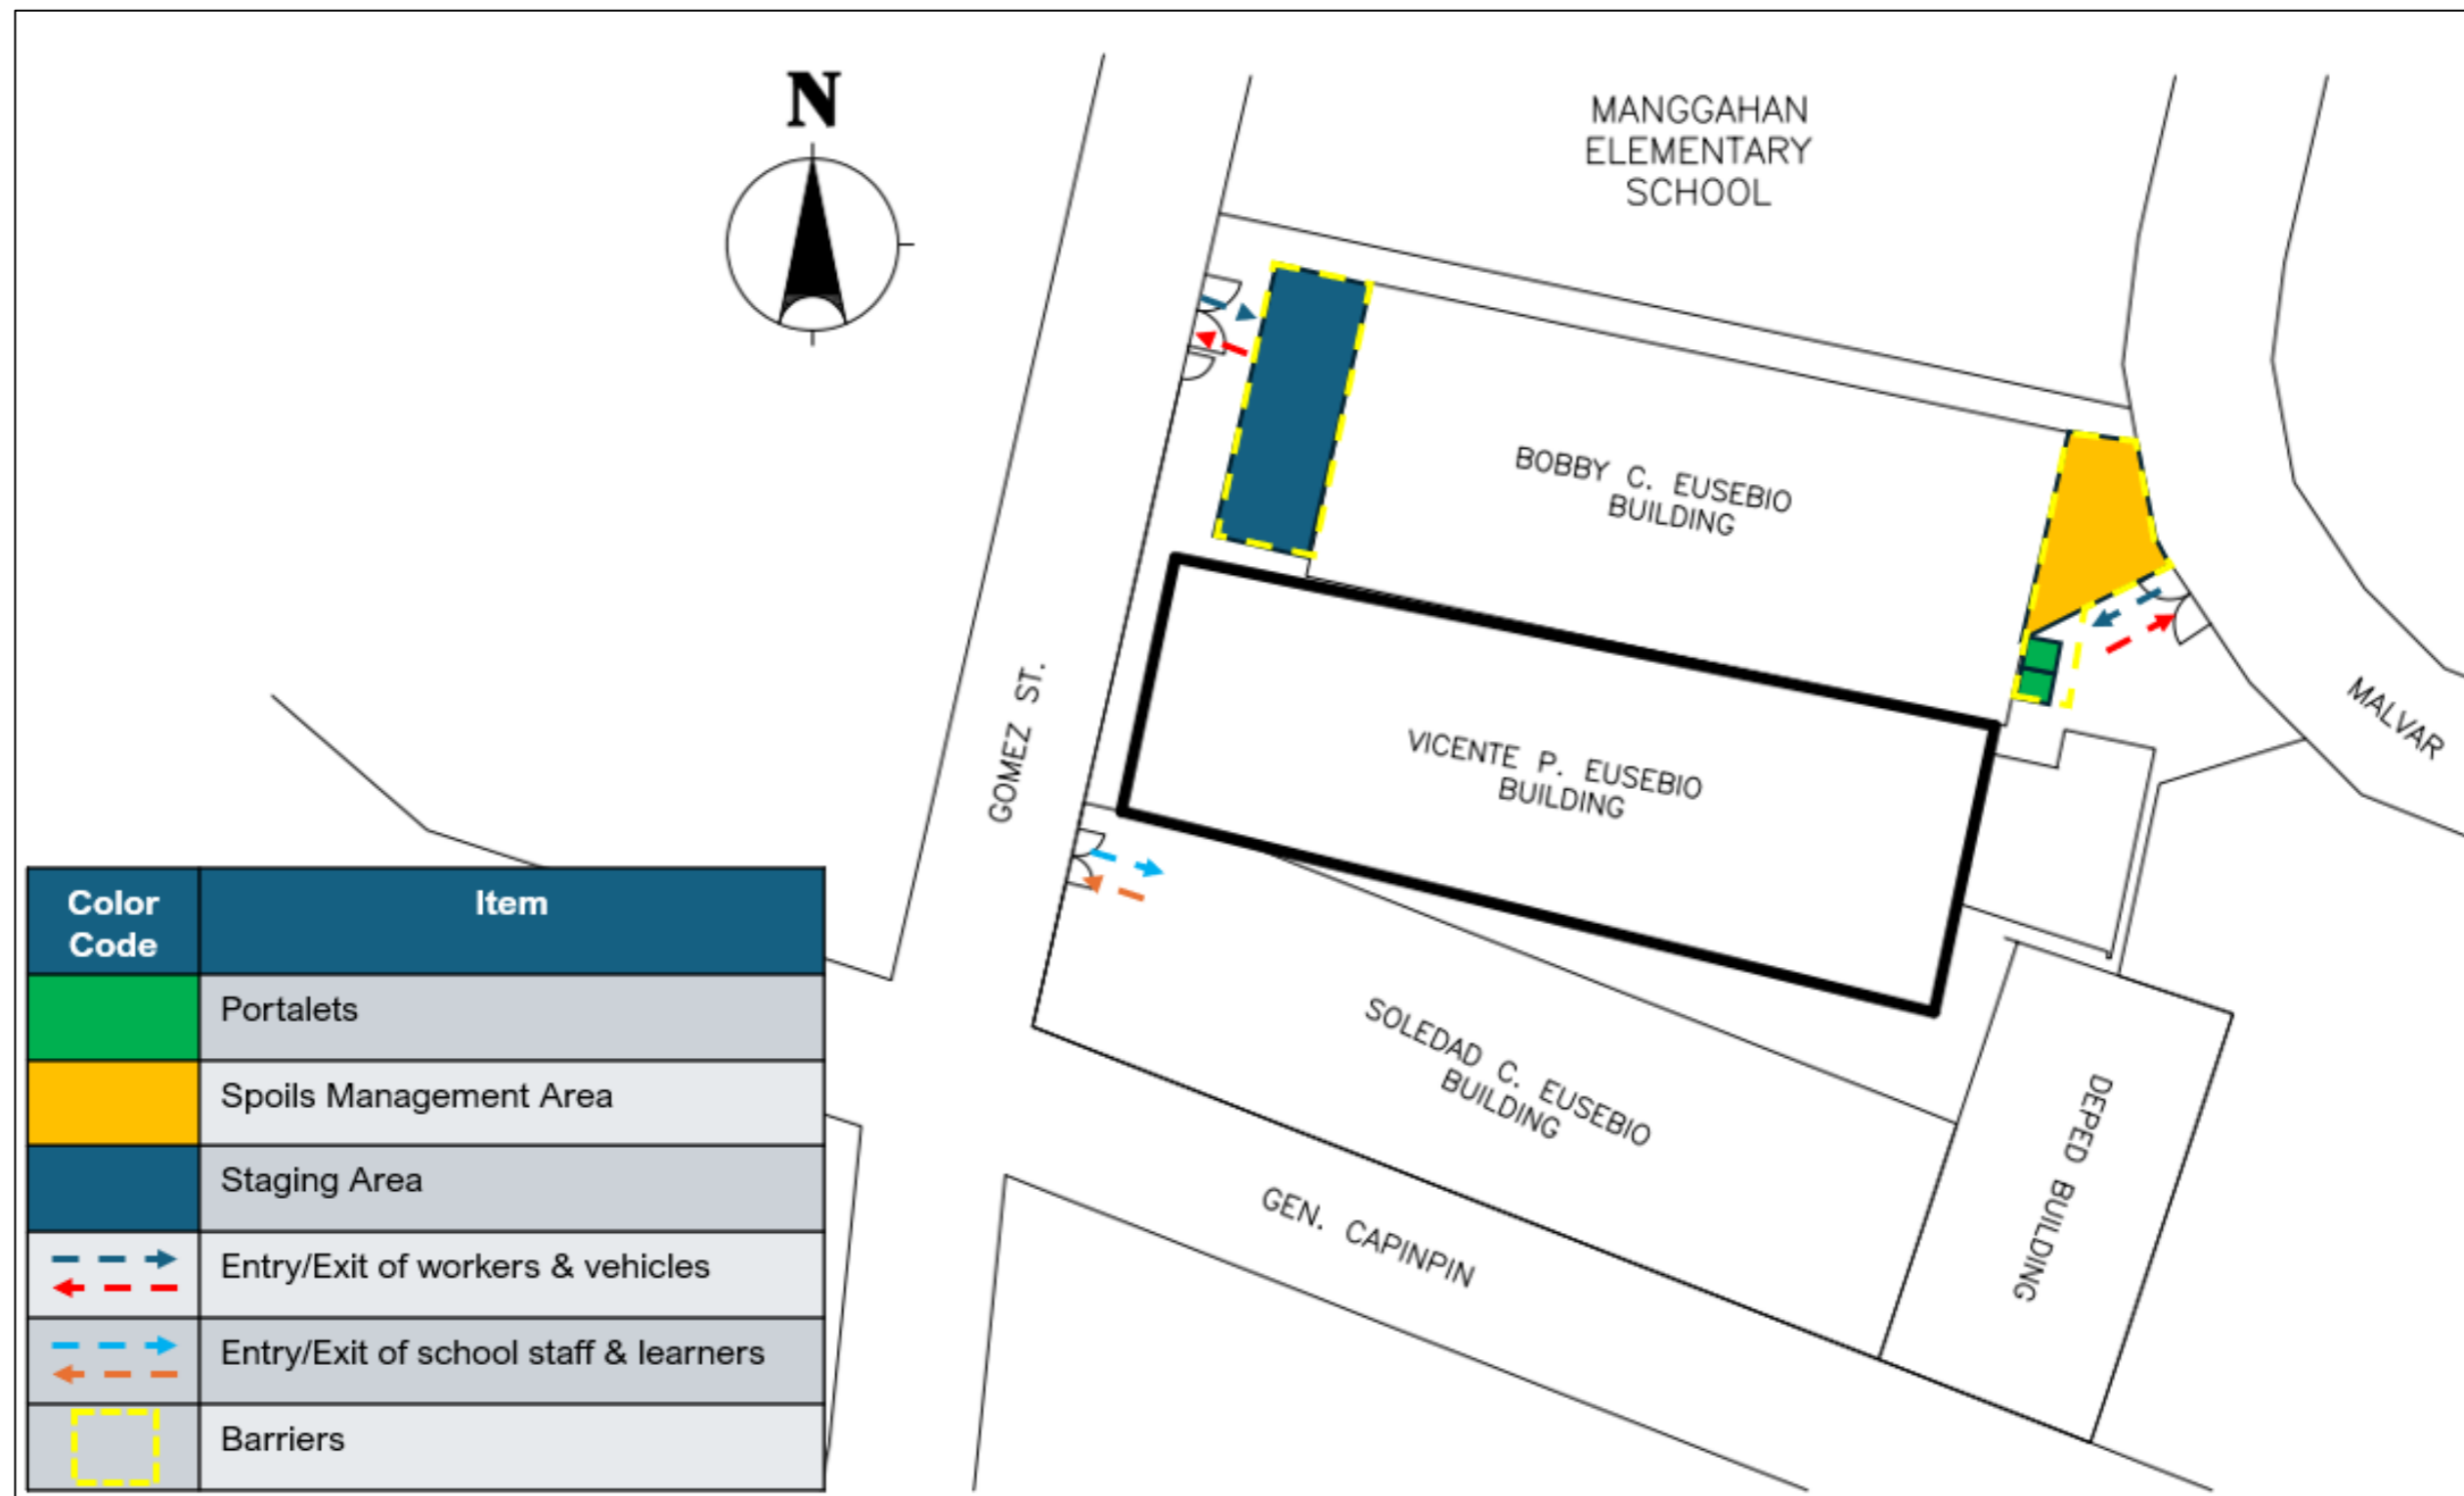 N
MANGGAHAN
ELEMENTARY
SCHOOL
BOBBY C. EUSEBIO
BUILDING
GOMEZ ST.
MALVAR
VICENTE P. EUSEBIO
BUILDING
SOLEDAD C. EUSEBIO
BUILDING
DEPED BUILDING
GEN. CAPINPIN
Color
Code
Item
Portalets
Spoils Management Area
Staging Area
Entry/Exit of workers & vehicles
Entry/Exit of school staff & learners
Barriers